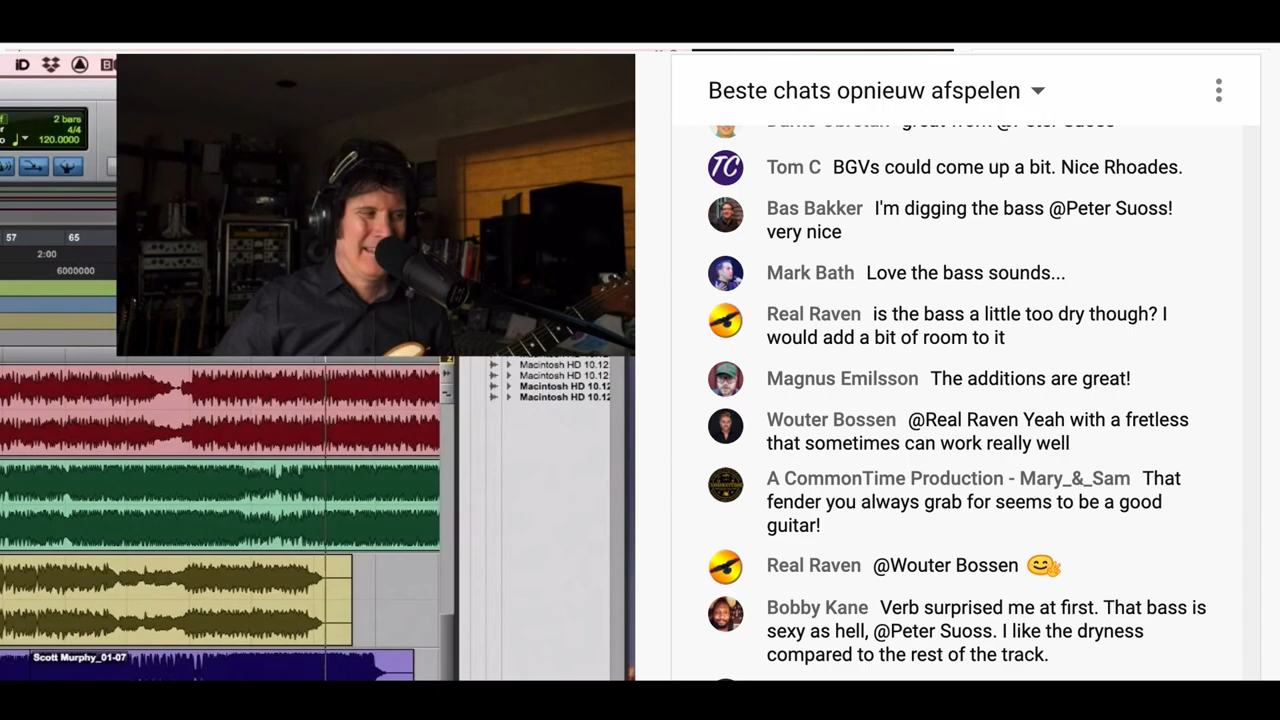 iD
2 bars
4/4
120.0000
57 65
2:00
6000000
Macintosh HD 10.12
Macintosh HD 10.12
Macintosh HD 10.12
Macintosh HD 10.12
Scott Murphy_01-07
Beste chats opnieuw afspelen
@Peter Suoss
Tom C BGVs could come up a bit. Nice Rhoades.
Bas Bakker I'm digging the bass @Peter Suoss!
very nice
Mark Bath Love the bass sounds...
Real Raven is the bass a little too dry though? I
would add a bit of room to it
Magnus Emilsson The additions are great!
Wouter Bossen @Real Raven Yeah with a fretless
that sometimes can work really well
A CommonTime Production - Mary_&_Sam That
fender you always grab for seems to be a good
guitar!
Real Raven @Wouter Bossen 😊👋
Bobby Kane Verb surprised me at first. That bass is
sexy as hell, @Peter Suoss. I like the dryness
compared to the rest of the track.
TC